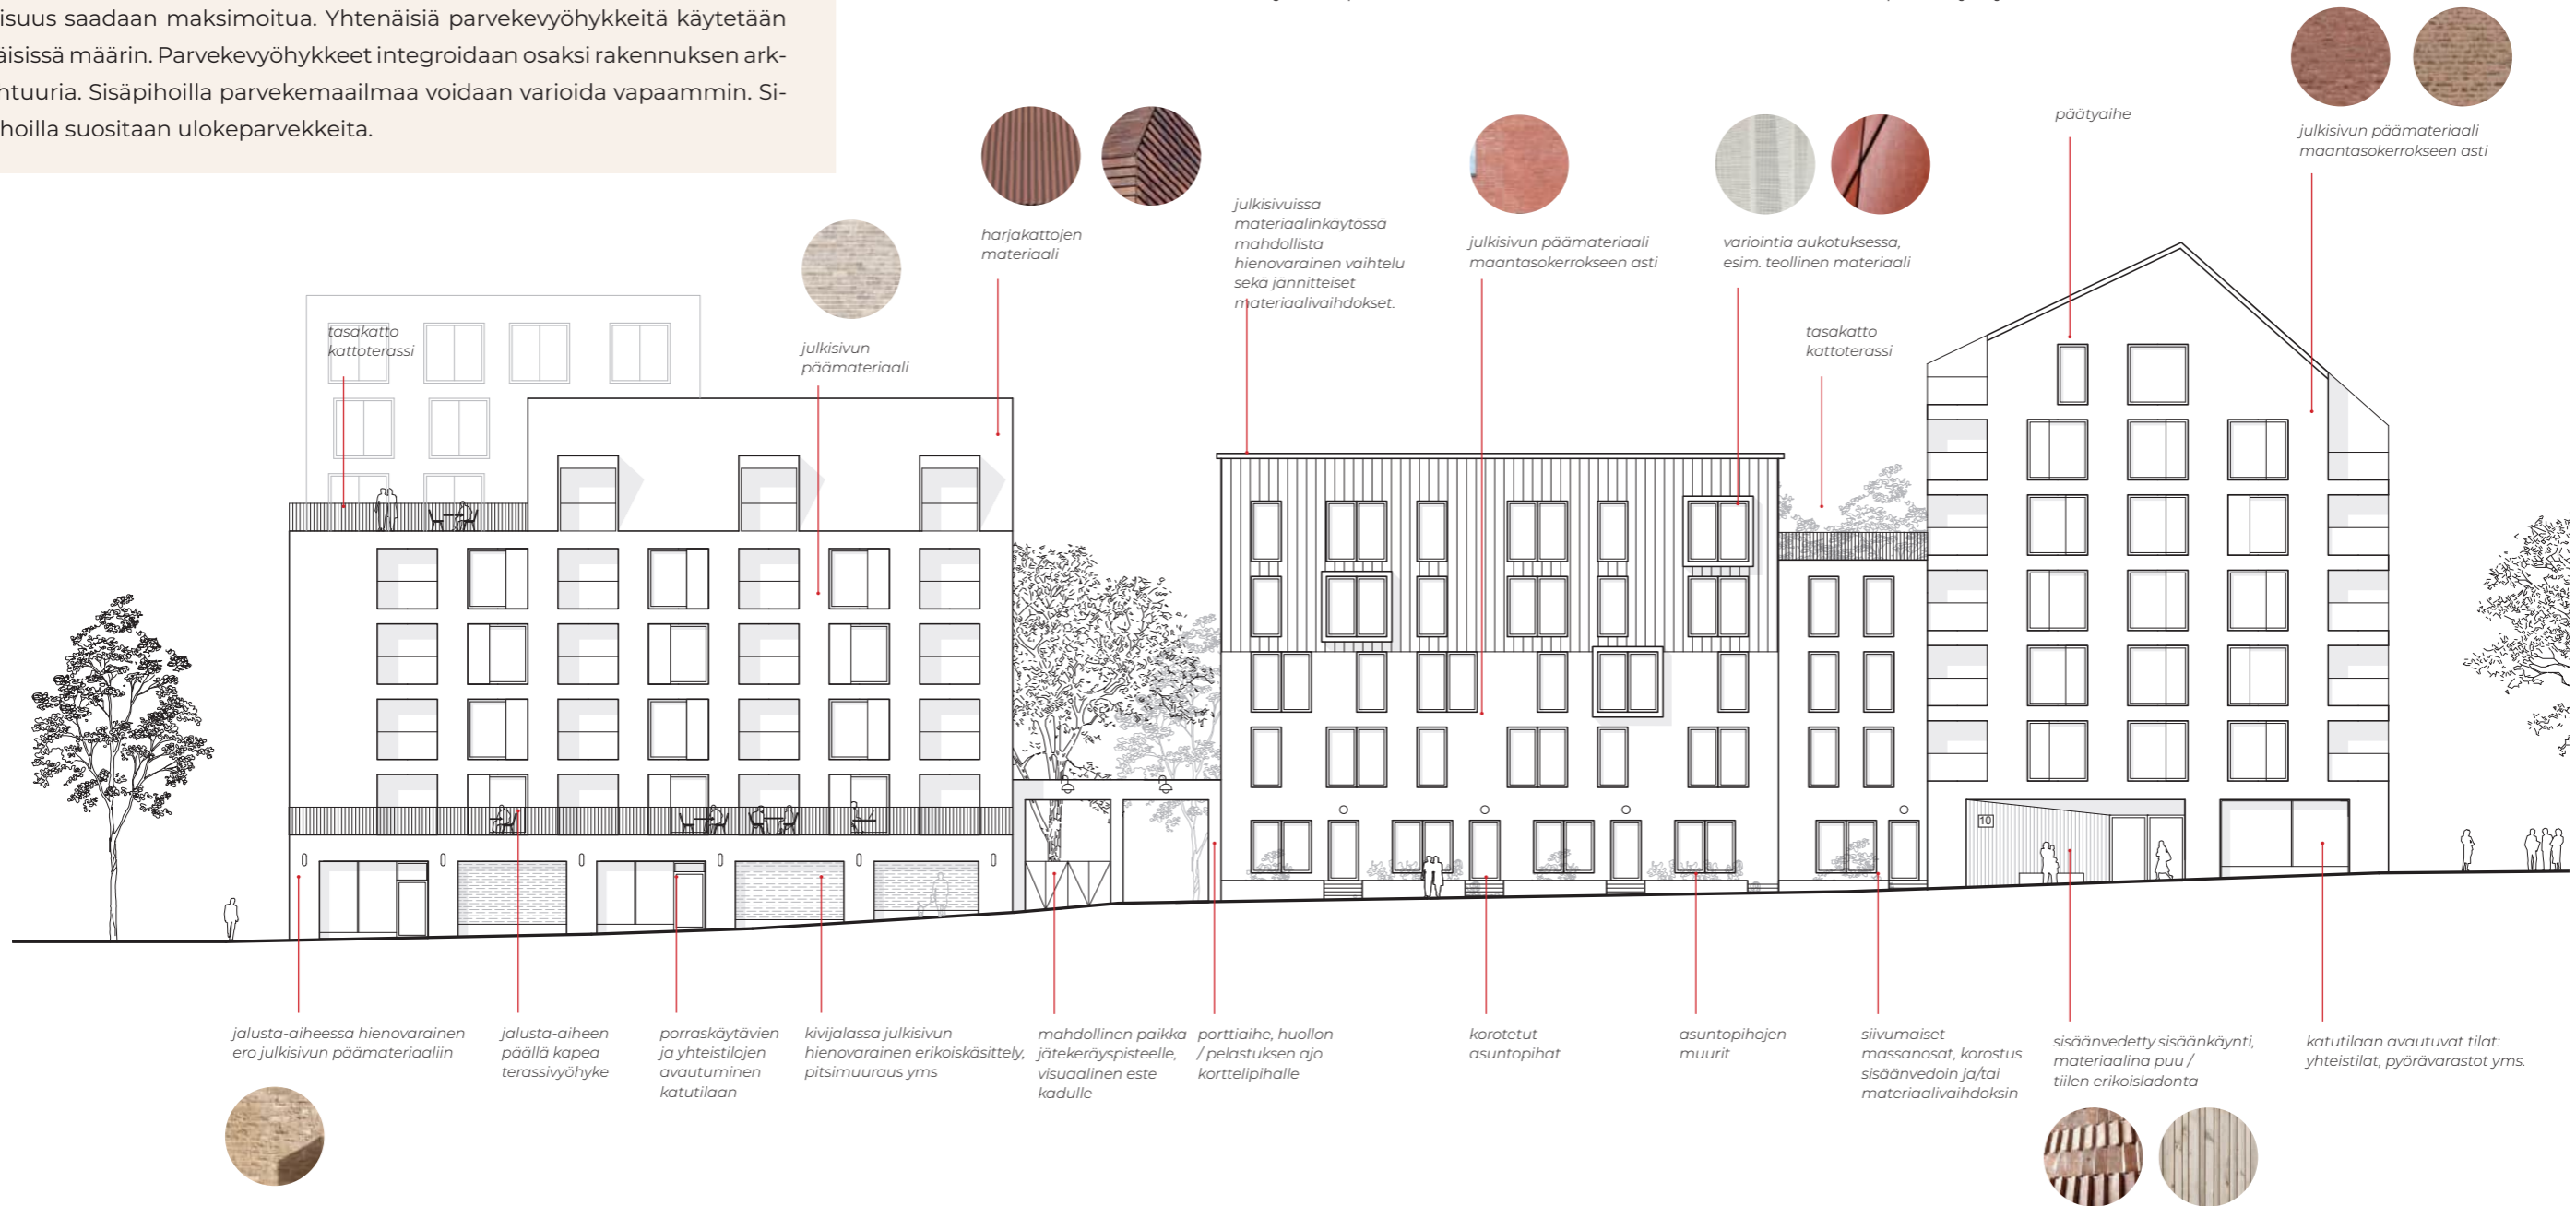 isuus saadaan maksimoitua. Yhtenäisiä parvekevyöhykkeitä käytetään
äisissä määrin. Parvekevyöhykkeet integroidaan osaksi rakennuksen ark-
ntuuria. Sisäpihoilla parvekemaailmaa voidaan varioida vapaammin. Si-
hoilla suositaan ulokeparvekkeita.
päätyaihe
julkisivun päämateriaali
maantasokerrokseen asti
harjakattojen
materiaali
julkisivuissa
materiaalinkäytössä
mahdollista
hienovarainen vaihtelu
sekä jännitteiset
materiaalivaihdokset.
julkisivun päämateriaali
maantasokerrokseen asti
variointia aukotuksessa,
esim. teollinen materiaali
tasakatto
kattoterassi
julkisivun
päämateriaali
tasakatto
kattoterassi
10
jalusta-aiheessa hienovarainen
ero julkisivun päämateriaaliin
jalusta-aiheen
päällä kapea
terassivyöhyke
porraskäytävien
ja yhteistilojen
avautuminen
katutilaan
kivijalassa julkisivun
hienovarainen erikoiskäsittely,
pitsimuuraus yms
mahdollinen paikka
jätekeräyspisteelle,
visuaalinen este
kadulle
porttiaihe, huollon
/ pelastuksen ajo
korttelipihalle
korotetut
asuntopihat
asuntopihojen
muurit
siivumaiset
massanosat, korostus
sisäänvedoin ja/tai
materiaalivaihdoksin
sisäänvedetty sisäänkäynti,
materiaalina puu /
tiilen erikoisladonta
katutilaan avautuvat tilat:
yhteistilat, pyörävarastot yms.